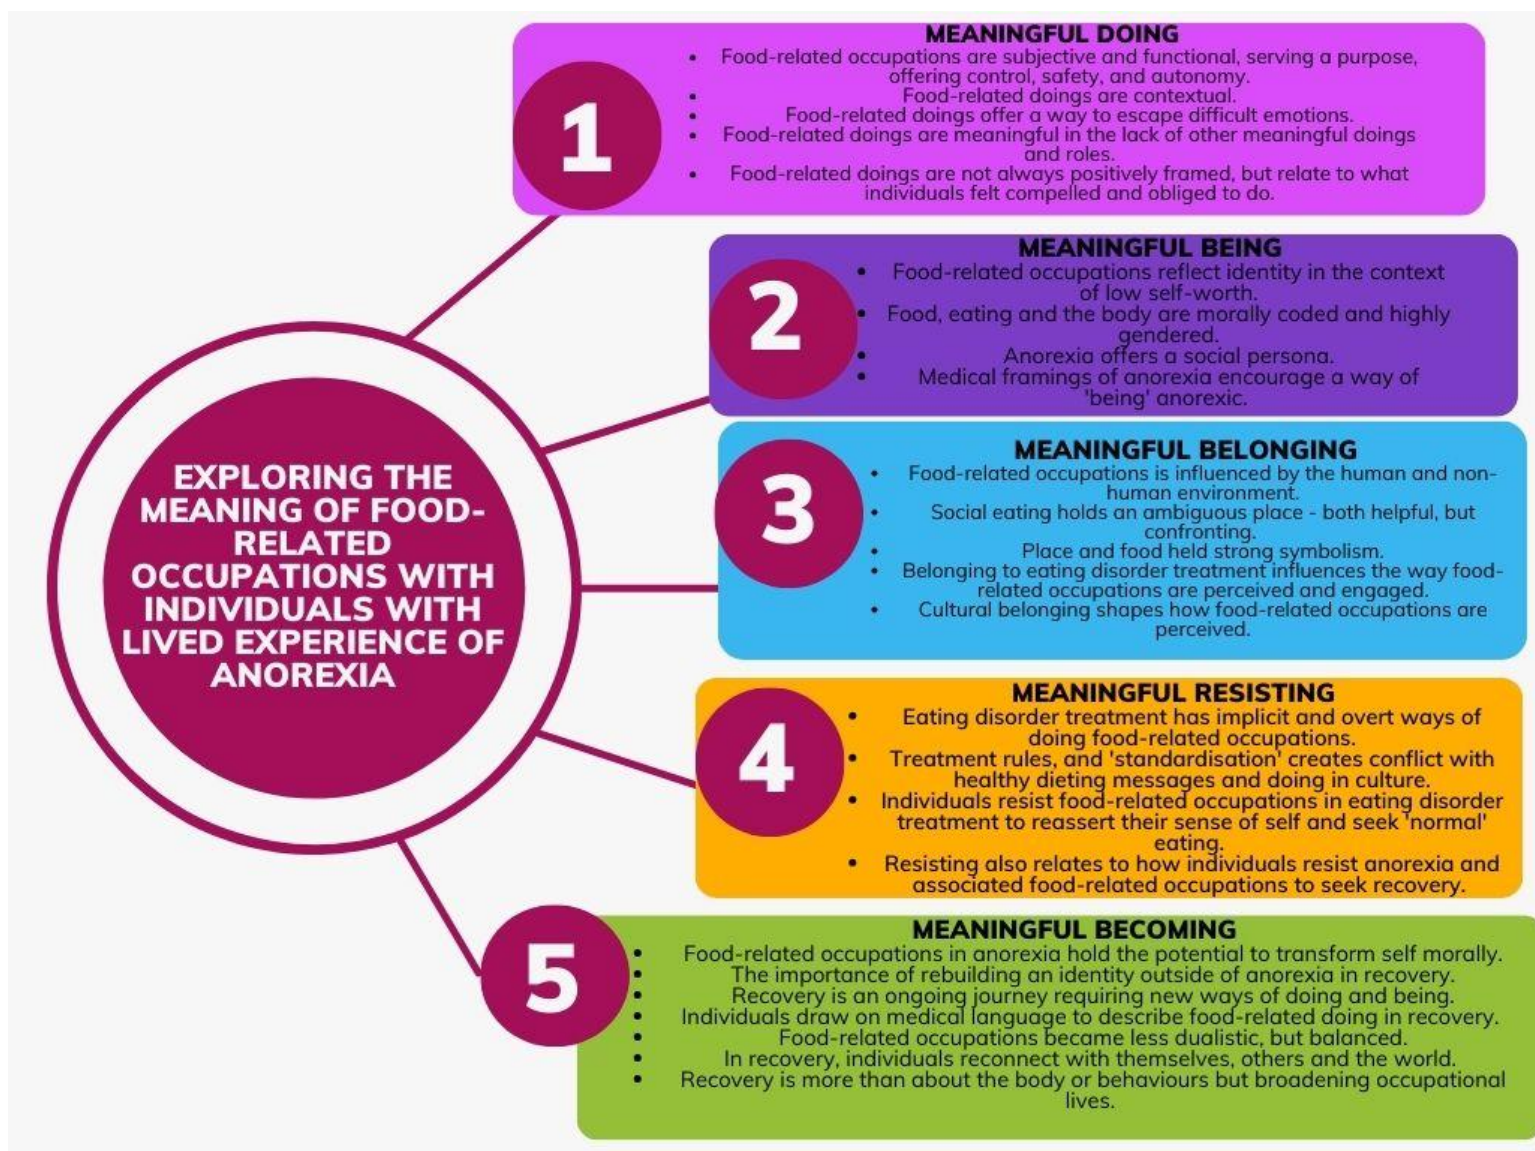 EXPLORING THE
MEANING OF FOOD-
RELATED
OCCUPATIONS WITH
INDIVIDUALS WITH
LIVED EXPERIENCE OF
ANOREXIA
1
MEANINGFUL DOING
• Food-related occupations are subjective and functional, serving a purpose,
offering control, safety, and autonomy.
• Food-related doings are contextual.
• Food-related doings offer a way to escape difficult emotions.
• Food-related doings are meaningful in the lack of other meaningful doings
and roles.
• Food-related doings are not always positively framed, but relate to what
individuals felt compelled and obliged to do.
2
MEANINGFUL BEING
• Food-related occupations reflect identity in the context
of low self-worth.
• Food, eating and the body are morally coded and highly
gendered.
• Anorexia offers a social persona.
• Medical framings of anorexia encourage a way of
'being' anorexic.
3
MEANINGFUL BELONGING
• Food-related occupations is influenced by the human and non-
human environment.
• Social eating holds an ambiguous place - both helpful, but
confronting.
• Place and food held strong symbolism.
• Belonging to eating disorder treatment influences the way food-
related occupations are perceived and engaged.
• Cultural belonging shapes how food-related occupations are
perceived.
4
MEANINGFUL RESISTING
• Eating disorder treatment has implicit and overt ways of
doing food-related occupations.
• Treatment rules, and 'standardisation' creates conflict with
healthy dieting messages and doing in culture.
• Individuals resist food-related occupations in eating disorder
treatment to reassert their sense of self and seek 'normal'
eating.
• Resisting also relates to how individuals resist anorexia and
associated food-related occupations to seek recovery.
5
MEANINGFUL BECOMING
• Food-related occupations in anorexia hold the potential to transform self morally.
• The importance of rebuilding an identity outside of anorexia in recovery.
• Recovery is an ongoing journey requiring new ways of doing and being.
• Individuals draw on medical language to describe food-related doing in recovery.
• Food-related occupations became less dualistic, but balanced.
• In recovery, individuals reconnect with themselves, others and the world.
• Recovery is more than about the body or behaviours but broadening occupational
lives.